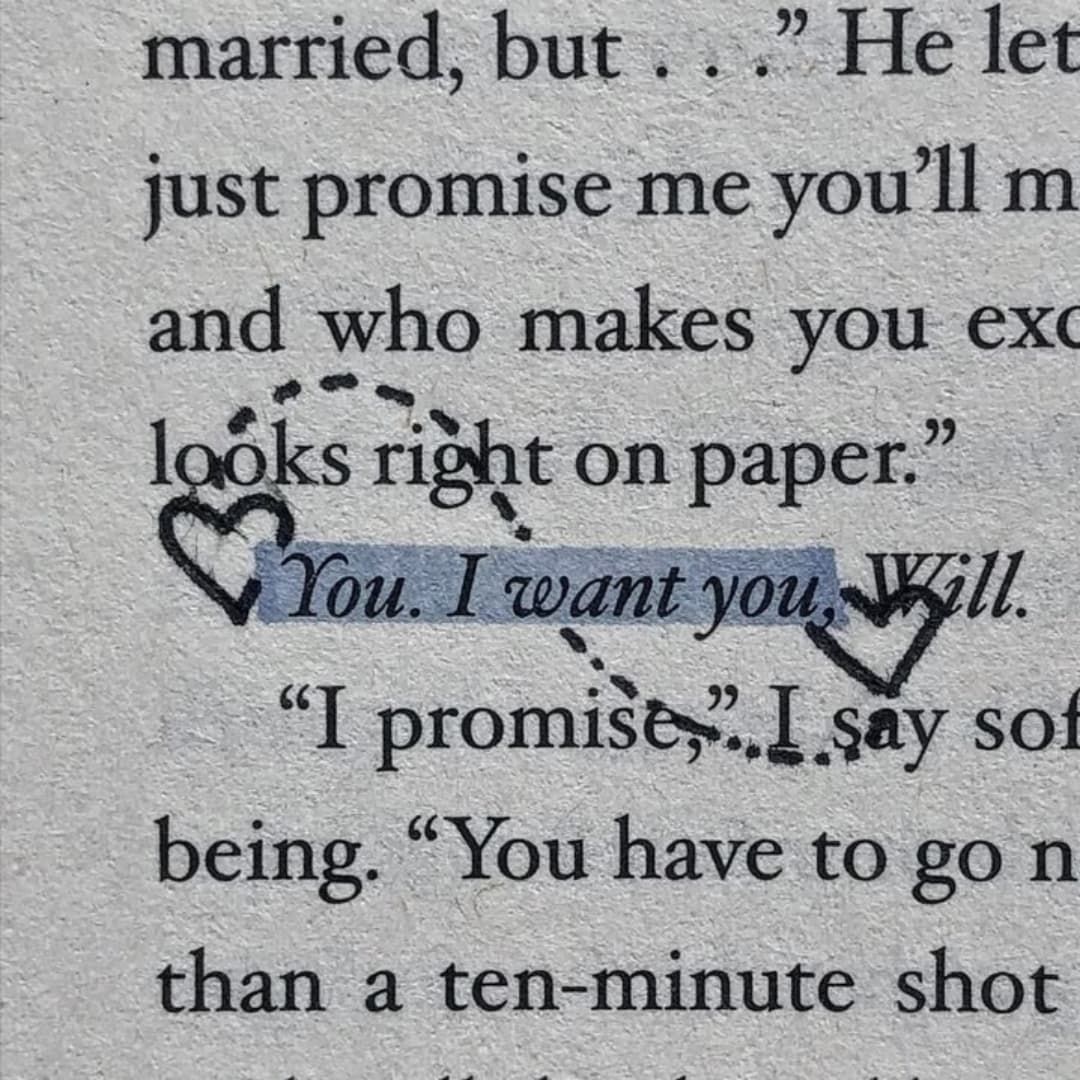 married, but . . .” He let
just promise me you’ll m
and who makes you exc
looks right on paper.”
You. I want you, Will.
“I promise,” I say sof
being. “You have to go n
than a ten-minute shot